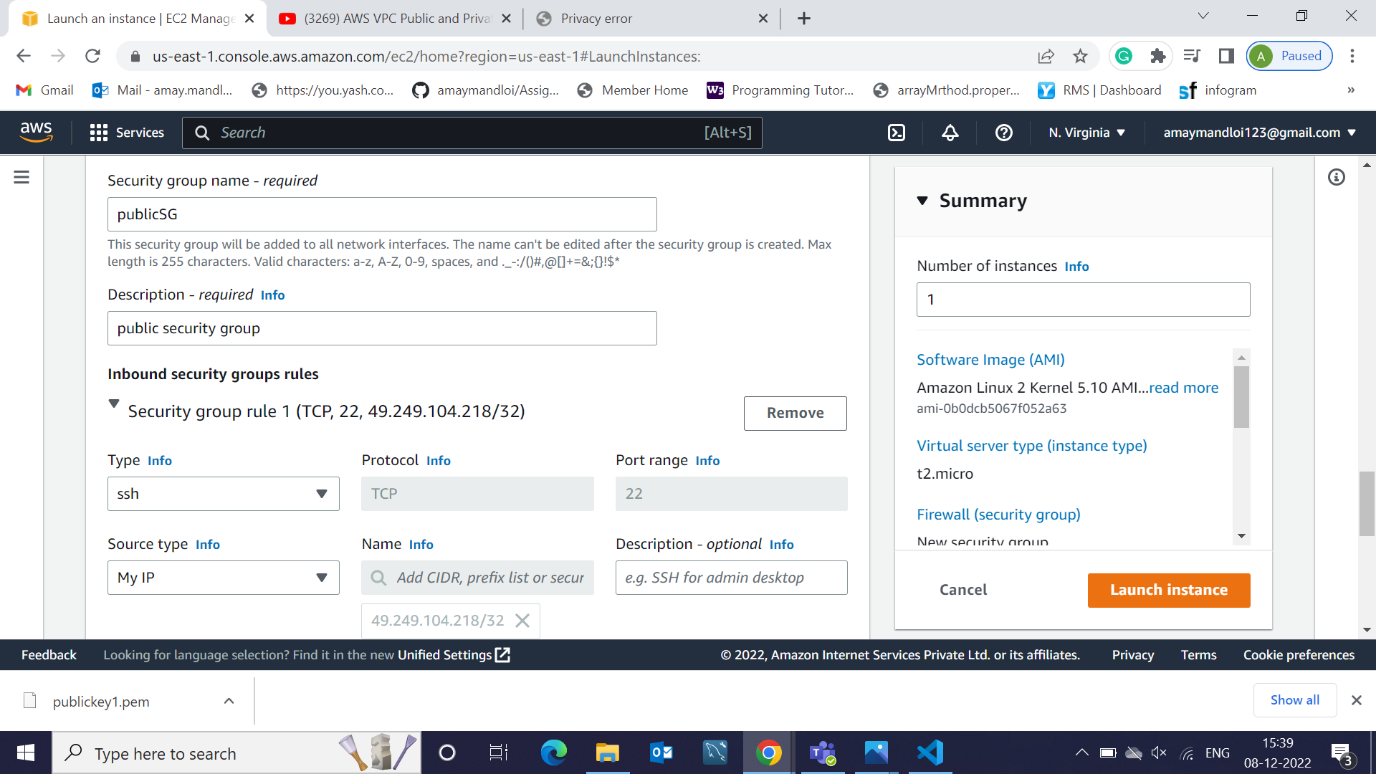 Launch an instance | EC2 Manage
(3269) AWS VPC Public and Priva
Privacy error
us-east-1.console.aws.amazon.com/ec2/home?region=us-east-1#LaunchInstances:
A Paused
Gmail
Mail - amay.mandl...
https://you.yash.co...
amaymandloi/Assig...
Member Home
W3 Programming Tutor...
arrayMrthod.proper...
RMS | Dashboard
sf infogram
»
aws
Services
Search
[Alt+S]
N. Virginia
amaymandloi123@gmail.com
Security group name - required
publicSG
This security group will be added to all network interfaces. The name can't be edited after the security group is created. Max
length is 255 characters. Valid characters: a-z, A-Z, 0-9, spaces, and ._-:/()#,@[]+=&;{}!$*
Description - required Info
public security group
Inbound security groups rules
Security group rule 1 (TCP, 22, 49.249.104.218/32)
Remove
Type Info
Protocol Info
Port range Info
ssh
TCP
22
Source type Info
Name Info
Description - optional Info
My IP
Add CIDR, prefix list or secur
e.g. SSH for admin desktop
49.249.104.218/32
Summary
Number of instances Info
1
Software Image (AMI)
Amazon Linux 2 Kernel 5.10 AMI...read more
ami-0b0dcb5067f052a63
Virtual server type (instance type)
t2.micro
Firewall (security group)
New security group
Cancel
Launch instance
Feedback
Looking for language selection? Find it in the new Unified Settings
© 2022, Amazon Internet Services Private Ltd. or its affiliates.
Privacy
Terms
Cookie preferences
publickey1.pem
Show all
Type here to search
ENG
15:39
08-12-2022
3